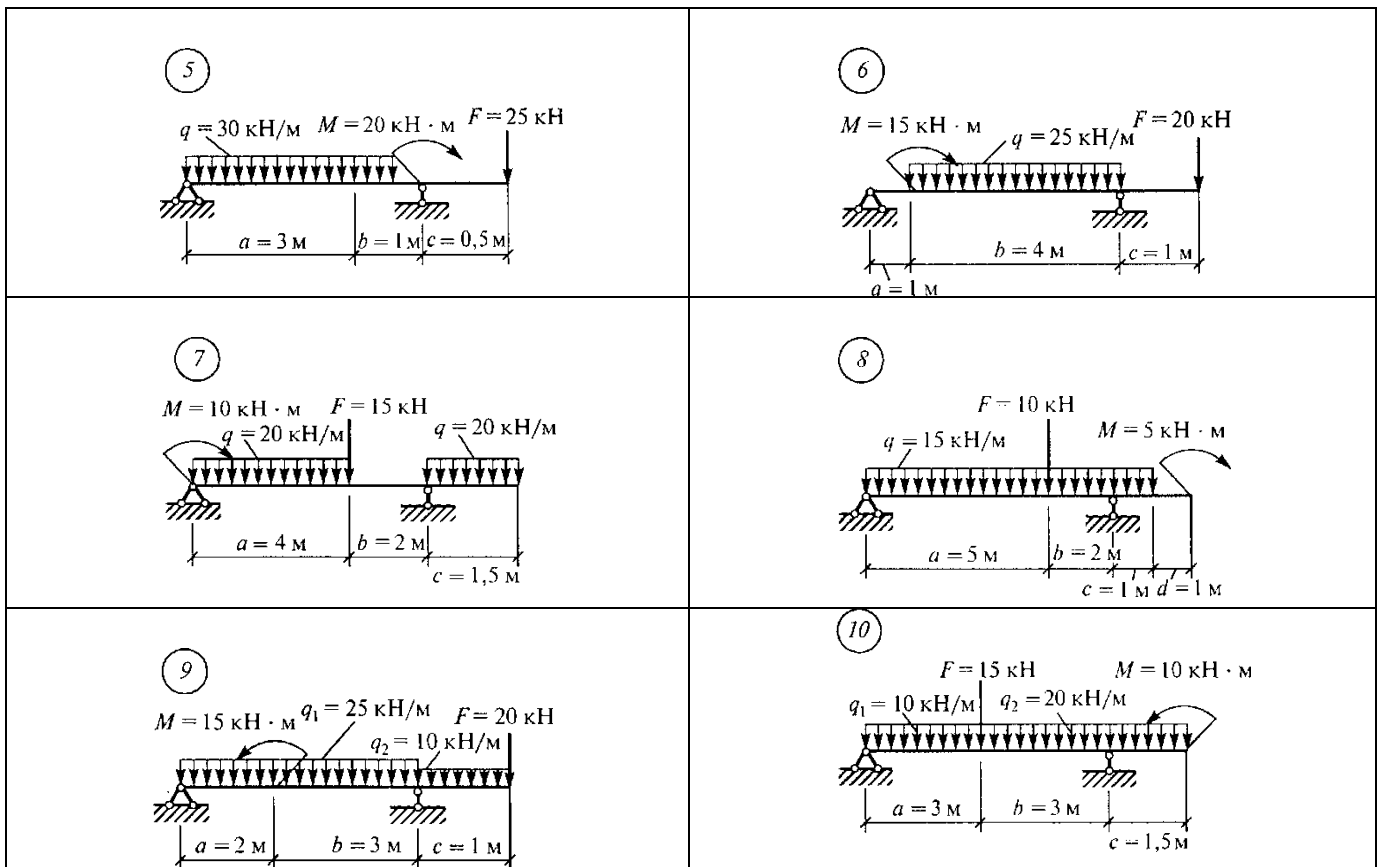 5
q = 30 кН/м M = 20 кН · м F = 25 кН
a = 3 м b = 1 м c = 0,5 м
6
M = 15 кН · м q = 25 кН/м F = 20 кН
b = 4 м c = 1 м
a = 1 м
7
M = 10 кН · м F = 15 кН
q = 20 кН/м q = 20 кН/м
a = 4 м b = 2 м
c = 1,5 м
8
F = 10 кН
q = 15 кН/м M = 5 кН · м
a = 5 м b = 2 м
c = 1 м d = 1 м
9
M = 15 кН · м q₁ = 25 кН/м F = 20 кН
q₂ = 10 кН/м
a = 2 м b = 3 м c = 1 м
10
F = 15 кН M = 10 кН · м
q₁ = 10 кН/м q₂ = 20 кН/м
a = 3 м b = 3 м
c = 1,5 м